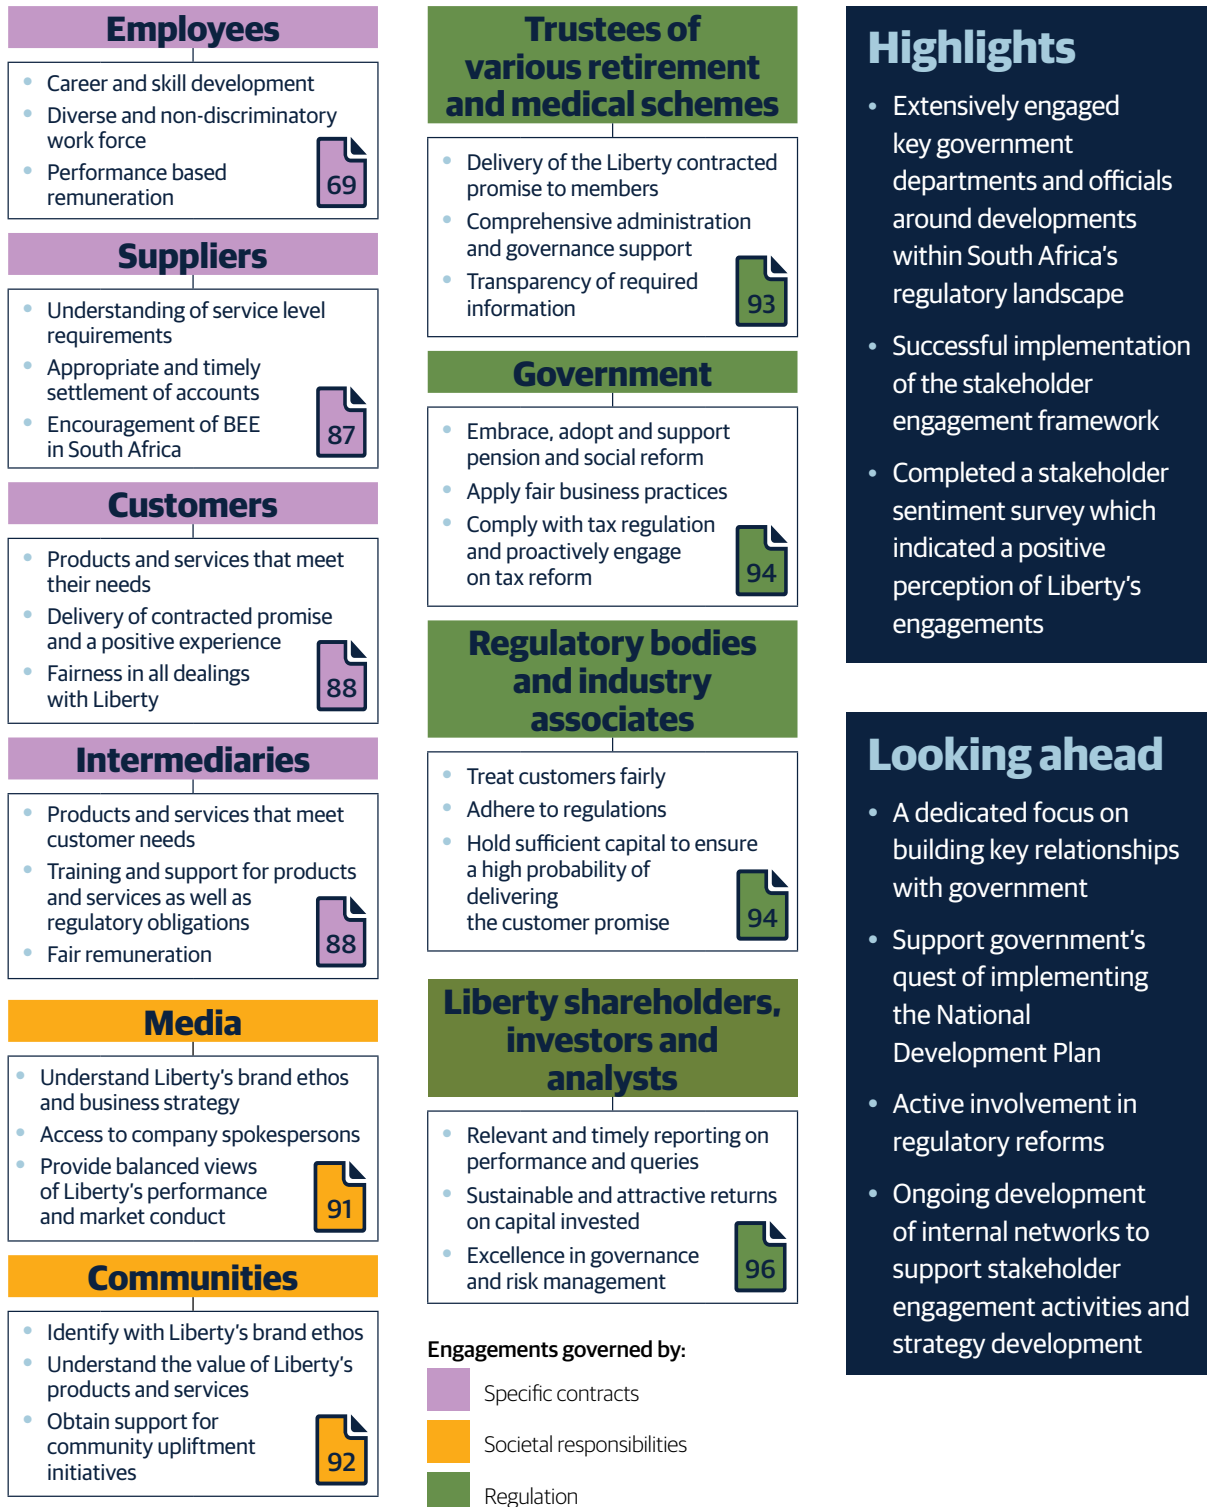 Employees
Career and skill development
Diverse and non-discriminatory
work force
Performance based
remuneration
69
Suppliers
Understanding of service level
requirements
Appropriate and timely
settlement of accounts
Encouragement of BEE
in South Africa
87
Customers
Products and services that meet
their needs
Delivery of contracted promise
and a positive experience
Fairness in all dealings
with Liberty
88
Intermediaries
Products and services that meet
customer needs
Training and support for products
and services as well as
regulatory obligations
Fair remuneration
88
Media
Understand Liberty's brand ethos
and business strategy
Access to company spokespersons
Provide balanced views
of Liberty's performance
and market conduct
91
Communities
Identify with Liberty's brand ethos
Understand the value of Liberty's
products and services
Obtain support for
community upliftment
initiatives
92
Trustees of
various retirement
and medical schemes
Delivery of the Liberty contracted
promise to members
Comprehensive administration
and governance support
Transparency of required
information
93
Government
Embrace, adopt and support
pension and social reform
Apply fair business practices
Comply with tax regulation
and proactively engage
on tax reform
94
Regulatory bodies
and industry
associates
Treat customers fairly
Adhere to regulations
Hold sufficient capital to ensure
a high probability of
delivering
the customer promise
94
Liberty shareholders,
investors and
analysts
Relevant and timely reporting on
performance and queries
Sustainable and attractive returns
on capital invested
Excellence in governance
and risk management
96
Engagements governed by:
Specific contracts
Societal responsibilities
Regulation
Highlights
Extensively engaged
key government
departments and officials
around developments
within South Africa's
regulatory landscape
Successful implementation
of the stakeholder
engagement framework
Completed a stakeholder
sentiment survey which
indicated a positive
perception of Liberty's
engagements
Looking ahead
A dedicated focus on
building key relationships
with government
Support government's
quest of implementing
the National
Development Plan
Active involvement in
regulatory reforms
Ongoing development
of internal networks to
support stakeholder
engagement activities and
strategy development